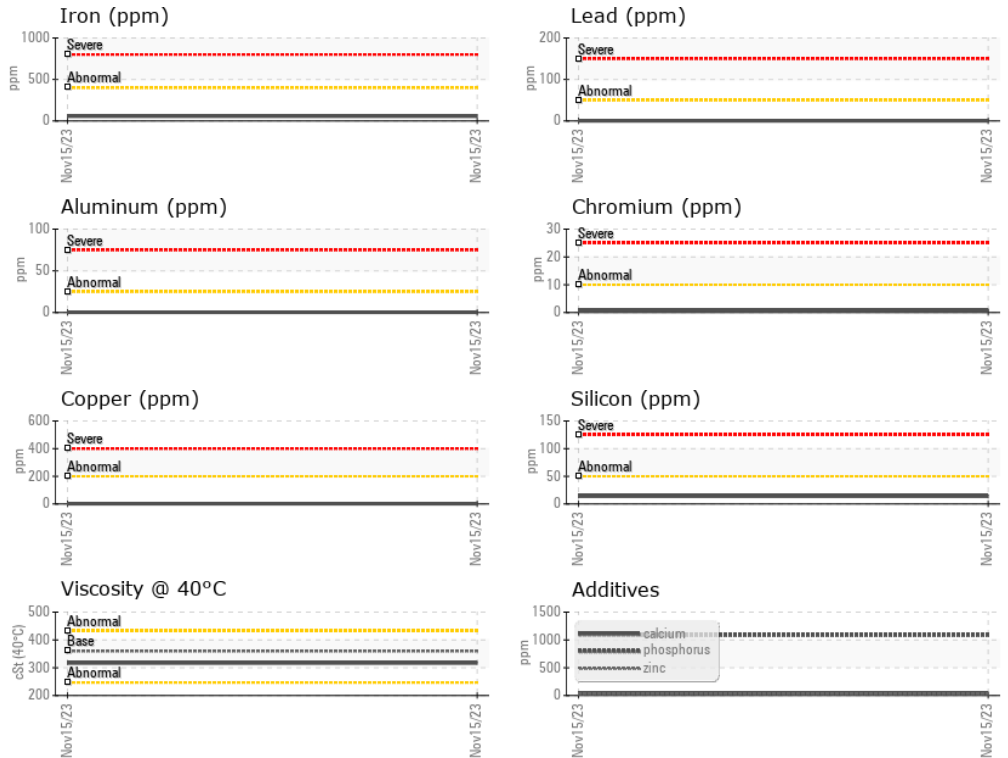 Iron (ppm)
1000
500
0
ppm
Severe
Abnormal
Nov15/23
Nov15/23
Lead (ppm)
200
100
0
ppm
Severe
Abnormal
Nov15/23
Nov15/23
Aluminum (ppm)
100
50
0
ppm
Severe
Abnormal
Nov15/23
Nov15/23
Chromium (ppm)
30
20
10
0
ppm
Severe
Abnormal
Nov15/23
Nov15/23
Copper (ppm)
600
400
200
0
ppm
Severe
Abnormal
Nov15/23
Nov15/23
Silicon (ppm)
150
100
50
0
ppm
Severe
Abnormal
Nov15/23
Nov15/23
Viscosity @ 40°C
500
400
300
200
cSt (40°C)
Abnormal
Base
Abnormal
Nov15/23
Nov15/23
Additives
1500
1000
500
0
ppm
calcium
phosphorus
zinc
Nov15/23
Nov15/23